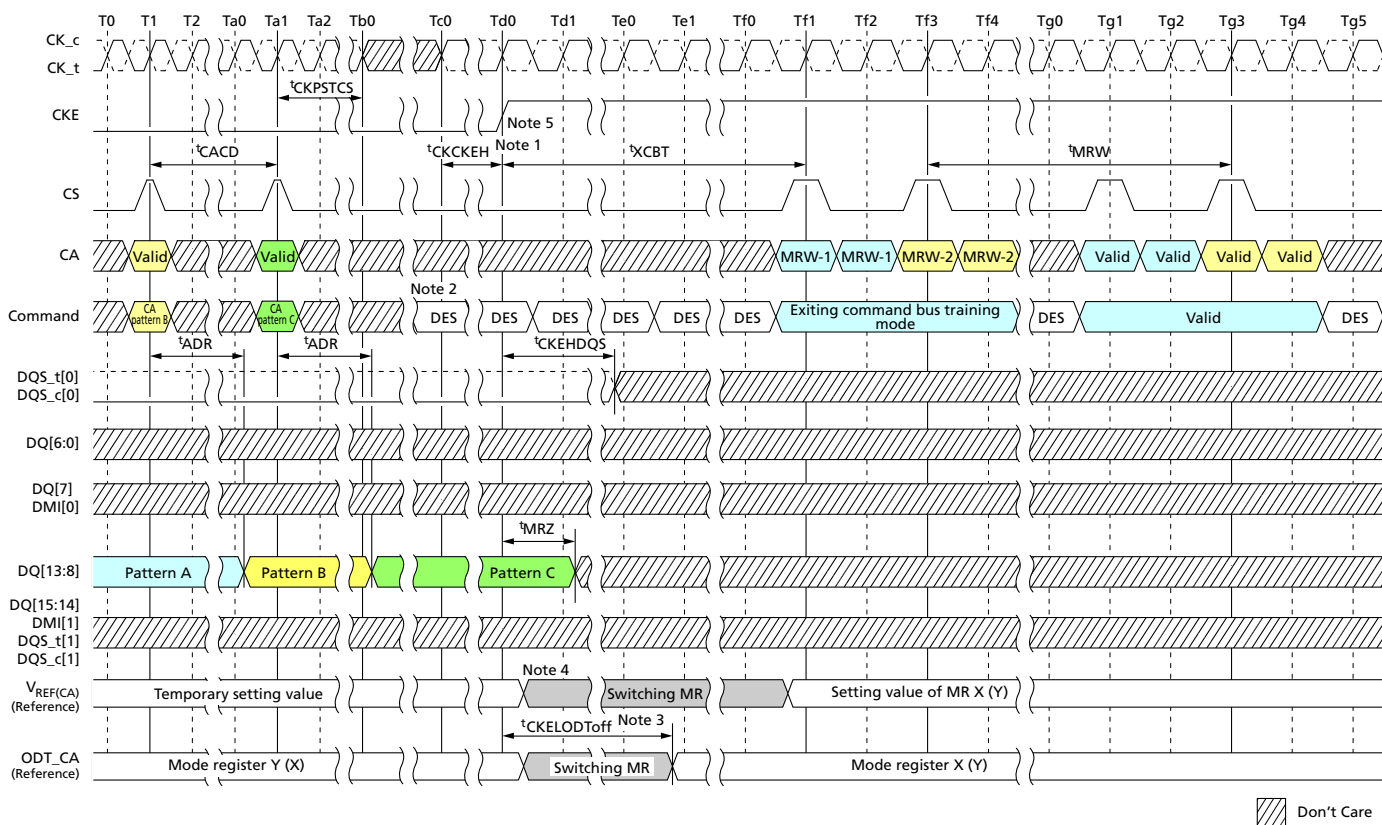 T0 T1 T2 Ta0 Ta1 Ta2 Tb0 Tc0 Td0 Td1 Te0 Te1 Tf0 Tf1 Tf2 Tf3 Tf4 Tg0 Tg1 Tg2 Tg3 Tg4 Tg5
CK_c
CK_t
tCKPSTCS
CKE
Note 5
Note 1
tCACD tCKCKEH tXCBT tMRW
CS
CA Valid Valid MRW-1 MRW-1 MRW-2 MRW-2 Valid Valid Valid Valid
Note 2
Command CA pattern B CA pattern C DES DES DES DES DES DES Exiting command bus training mode DES Valid DES
tADR tADR tCKEHDQS
DQS_t[0]
DQS_c[0]
DQ[6:0]
DQ[7]
DMI[0]
tMRZ
DQ[13:8] Pattern A Pattern B Pattern C
DQ[15:14]
DMI[1]
DQS_t[1]
DQS_c[1]
Note 4
VREF(CA)
(Reference)
Temporary setting value Switching MR Setting value of MR X (Y)
tCKELODToff Note 3
ODT_CA
(Reference)
Mode register Y (X) Switching MR Mode register X (Y)
Don't Care